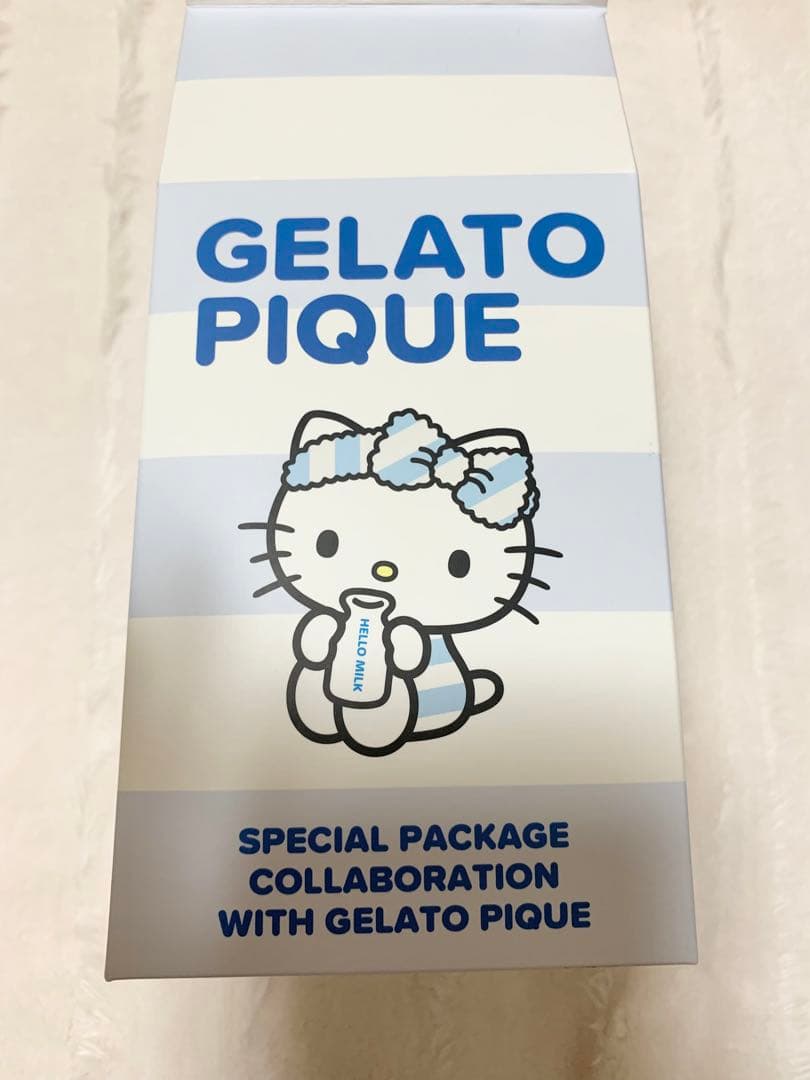 GELATO
PIQUE
HELLO MILK
SPECIAL PACKAGE
COLLABORATION
WITH GELATO PIQUE